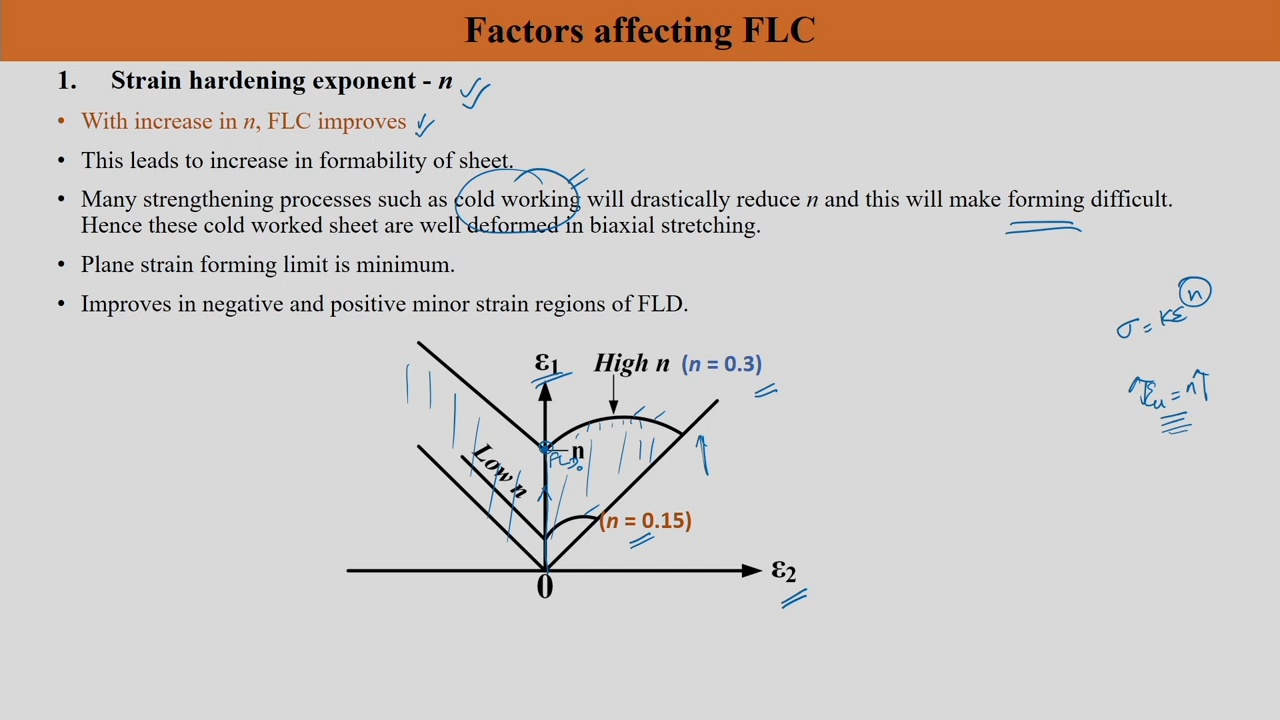 Factors affecting FLC
1. Strain hardening exponent - n
• With increase in n, FLC improves
• This leads to increase in formability of sheet.
• Many strengthening processes such as cold working will drastically reduce n and this will make forming difficult.
Hence these cold worked sheet are well deformed in biaxial stretching.
• Plane strain forming limit is minimum.
• Improves in negative and positive minor strain regions of FLD.
σ = Kε^n
↑ε_u = n↑
ε₁
High n (n = 0.3)
n
FLD₀
Low n
(n = 0.15)
ε₂
0